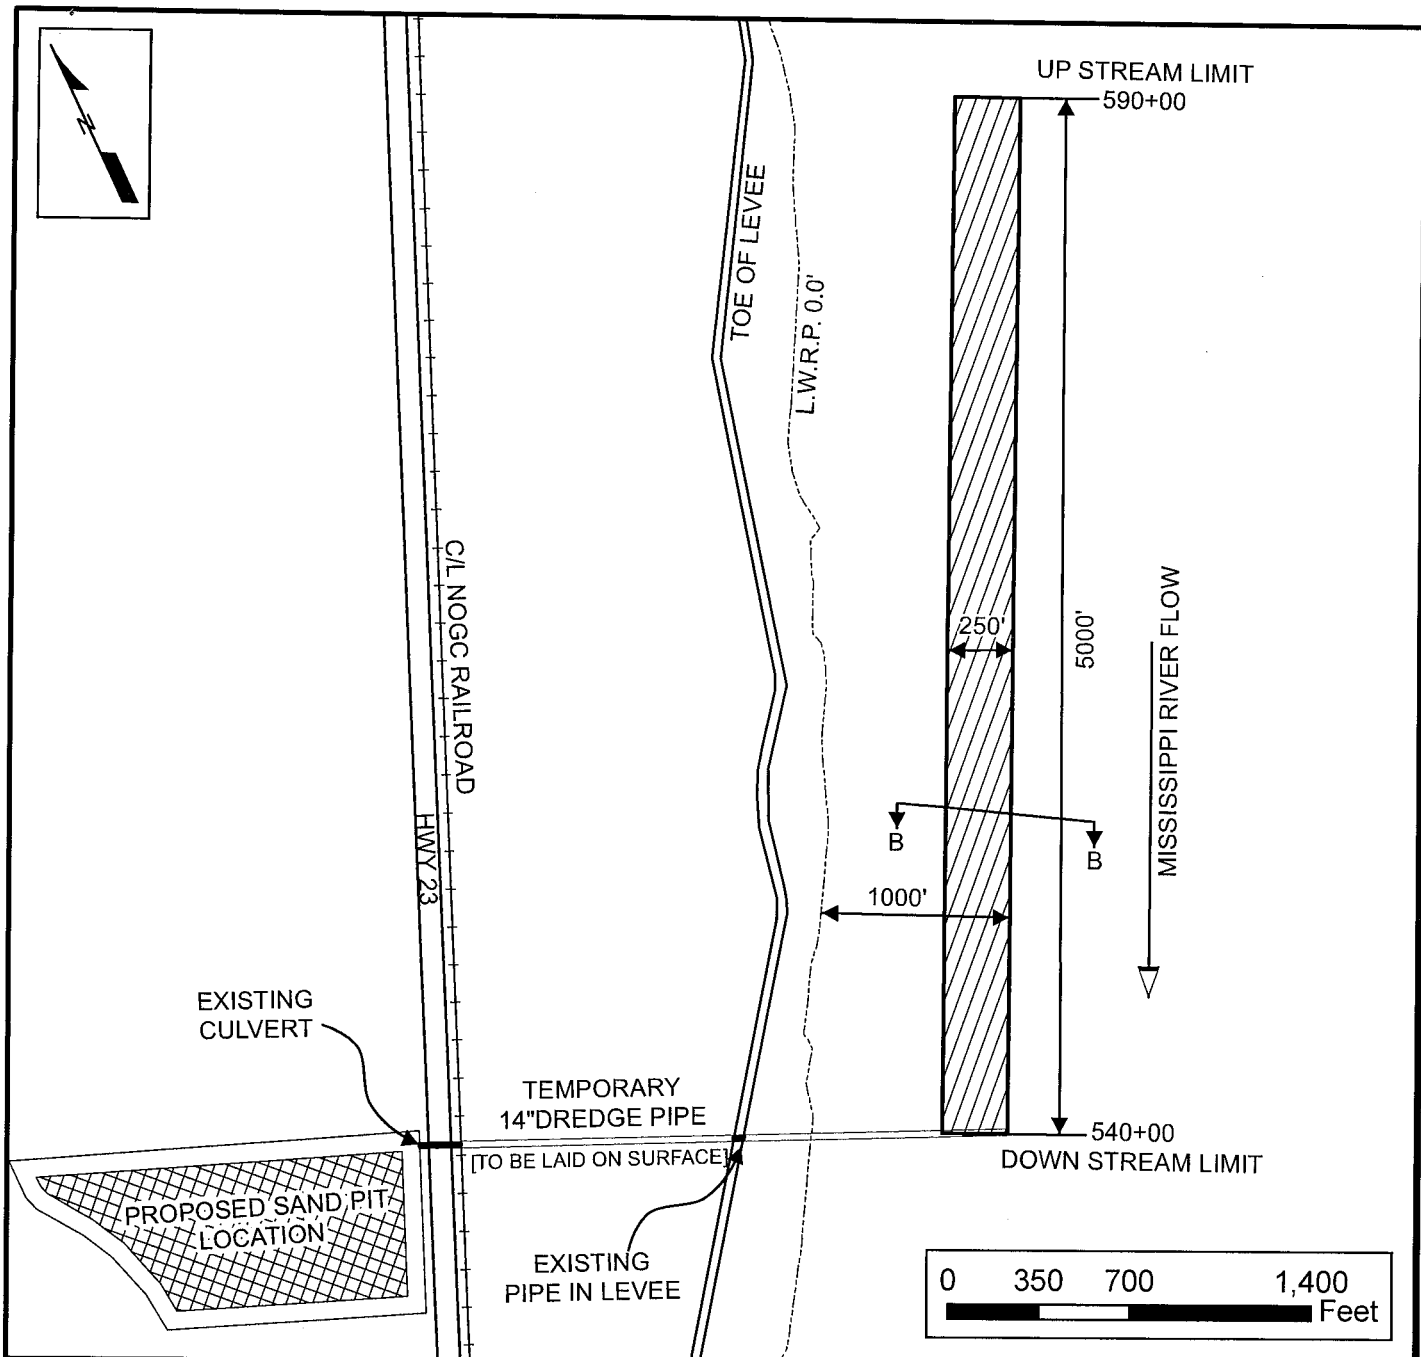 N
UP STREAM LIMIT
590+00
TOE OF LEVEE
L.W.R.P. 0.0'
C/L NOGC RAILROAD
250'
5000'
MISSISSIPPI RIVER FLOW
HWY 23
B
B
1000'
EXISTING
CULVERT
TEMPORARY
14"DREDGE PIPE
[TO BE LAID ON SURFACE]
540+00
DOWN STREAM LIMIT
PROPOSED SAND PIT
LOCATION
EXISTING
PIPE IN LEVEE
0 350 700 1,400
Feet